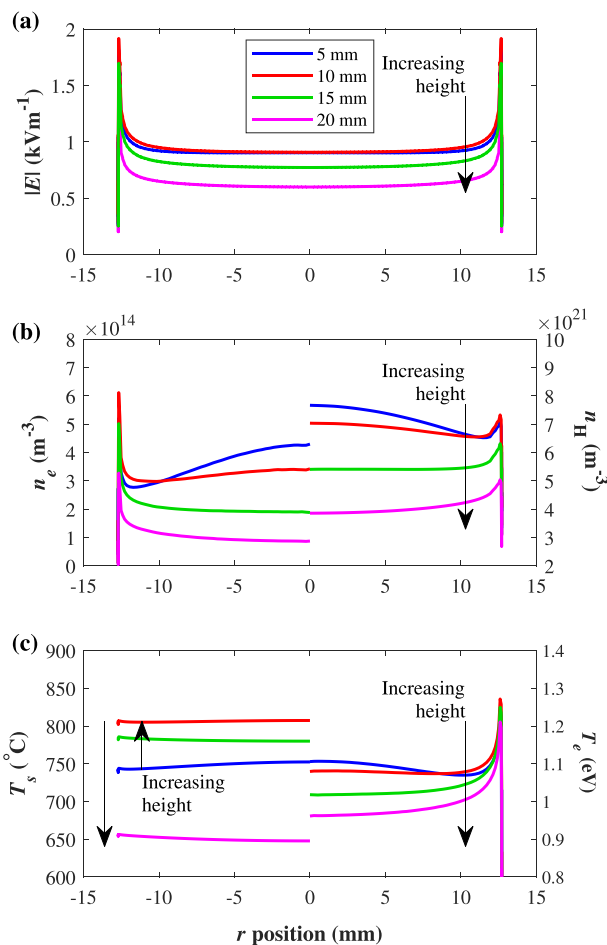 (a)
2
1.5
1
0.5
0
|E| (kVm-1)
5 mm
10 mm
15 mm
20 mm
Increasing
height
-15 -10 -5 0 5 10 15
(b)
×10^14
×10^21
8
7
6
5
4
3
2
1
0
n_e (m-3)
Increasing
height
10
9
8
7
6
5
4
3
2
n_H (m-3)
-15 -10 -5 0 5 10 15
(c)
900
850
800
750
700
650
600
T_s (°C)
Increasing
height
Increasing
height
1.4
1.3
1.2
1.1
1
0.9
0.8
T_e (eV)
-15 -10 -5 0 5 10 15
r position (mm)